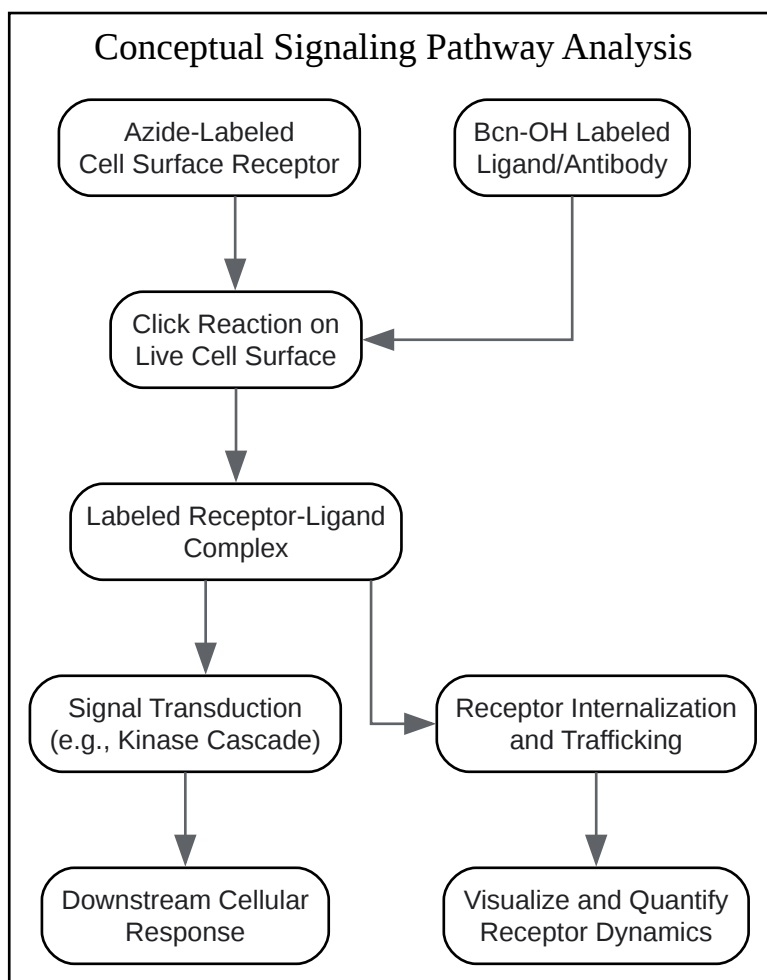 Conceptual Signaling Pathway Analysis
Azide-Labeled
Cell Surface Receptor
Bcn-OH Labeled
Ligand/Antibody
Click Reaction on
Live Cell Surface
Labeled Receptor-Ligand
Complex
Signal Transduction
(e.g., Kinase Cascade)
Receptor Internalization
and Trafficking
Downstream Cellular
Response
Visualize and Quantify
Receptor Dynamics